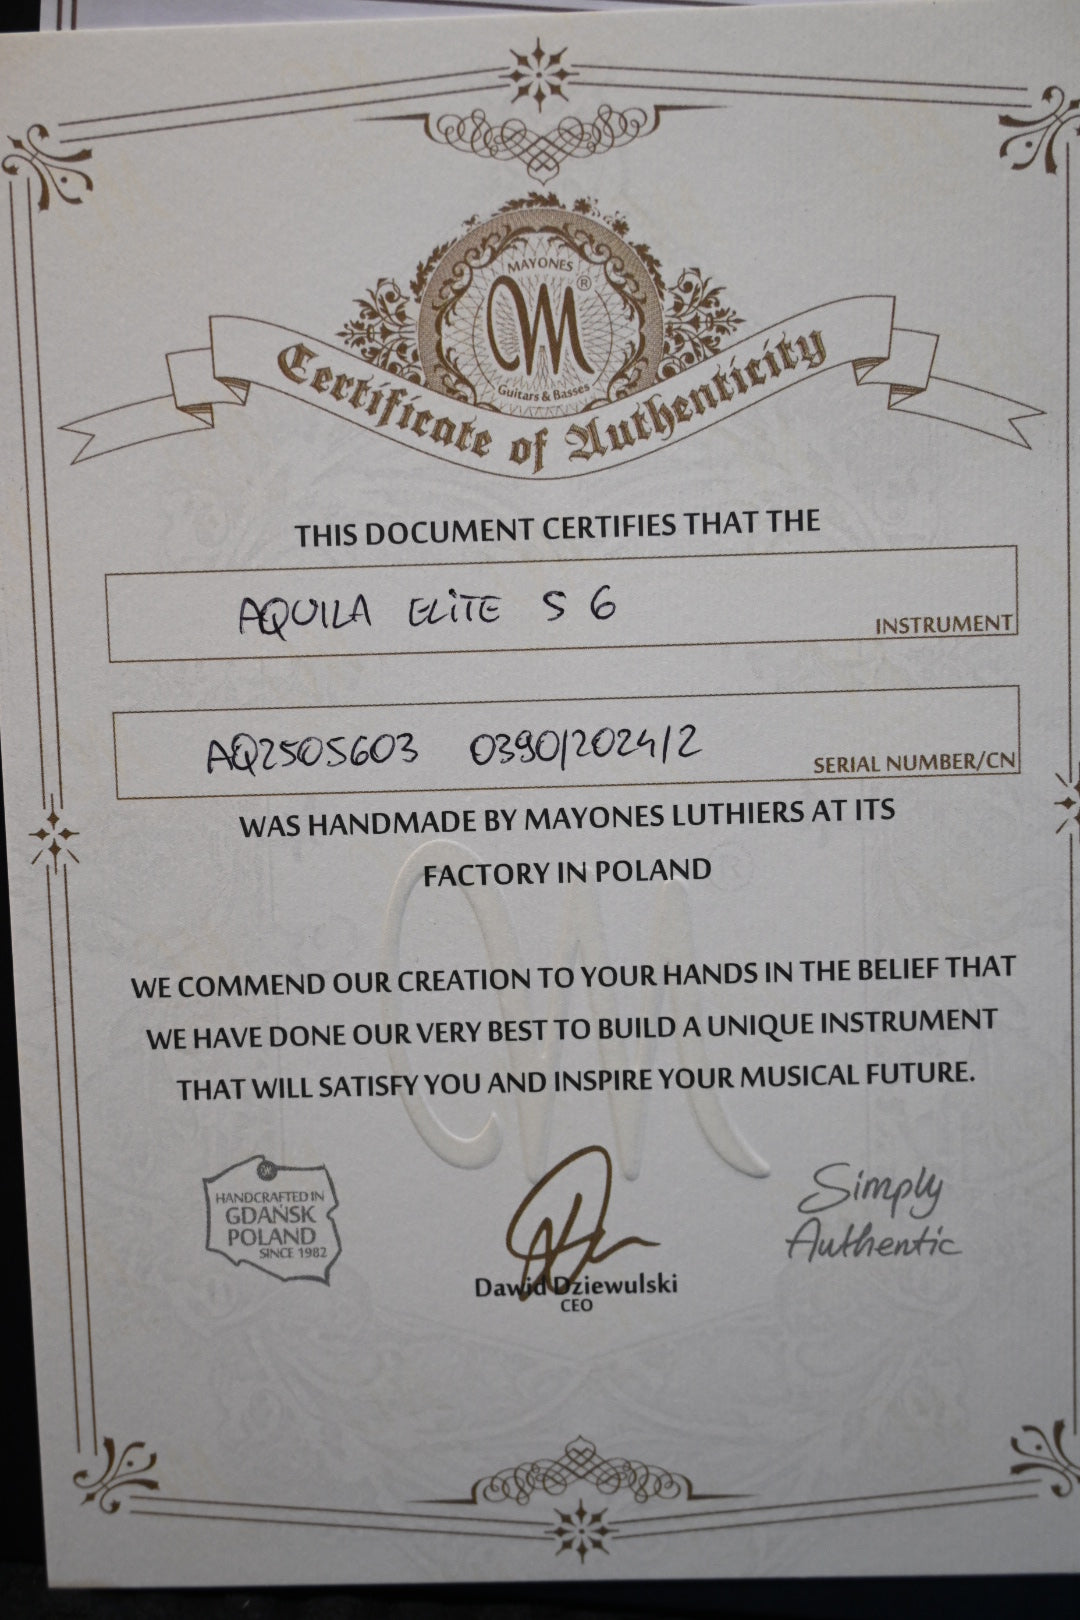 MAYONES
M®
Guitars & Basses
Certificate of Authenticity
THIS DOCUMENT CERTIFIES THAT THE
AQUILA ELiTE S 6
INSTRUMENT
AQ2505603 0390/2024/2
SERIAL NUMBER/CN
WAS HANDMADE BY MAYONES LUTHIERS AT ITS
FACTORY IN POLAND
WE COMMEND OUR CREATION TO YOUR HANDS IN THE BELIEF THAT
WE HAVE DONE OUR VERY BEST TO BUILD A UNIQUE INSTRUMENT
THAT WILL SATISFY YOU AND INSPIRE YOUR MUSICAL FUTURE.
HANDCRAFTED IN
GDAŃSK
POLAND
SINCE 1982
Dawid Dziewulski
CEO
Simply
Authentic